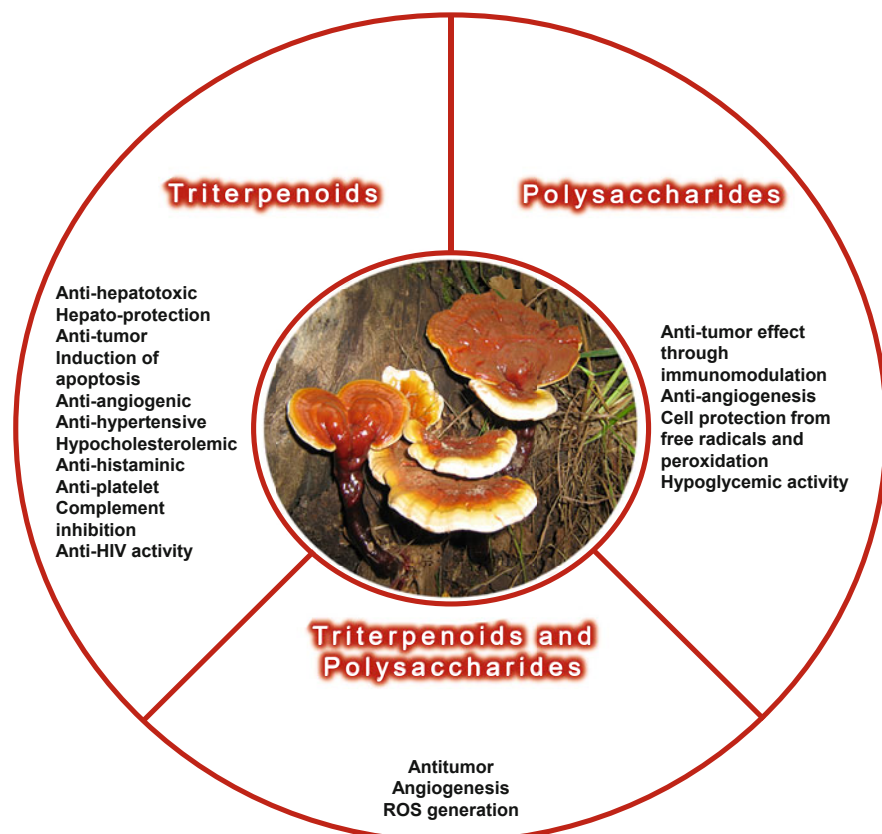 Triterpenoids
Anti-hepatotoxic
Hepato-protection
Anti-tumor
Induction of
apoptosis
Anti-angiogenic
Anti-hypertensive
Hypocholesterolemic
Anti-histaminic
Anti-platelet
Complement
inhibition
Anti-HIV activity
Polysaccharides
Anti-tumor effect
through
immunomodulation
Anti-angiogenesis
Cell protection from
free radicals and
peroxidation
Hypoglycemic activity
Triterpenoids and
Polysaccharides
Antitumor
Angiogenesis
ROS generation